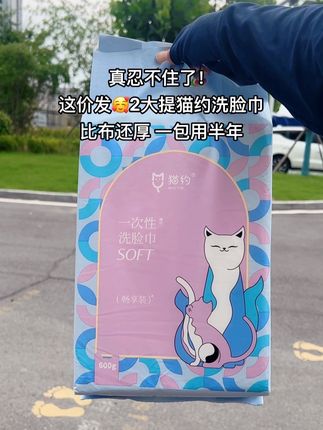 真忍不住了！
这价发🥰2大提猫约洗脸巾
比布还厚 一包用半年
猫约
一次性
洗脸巾
SOFT
（畅享装）
600g